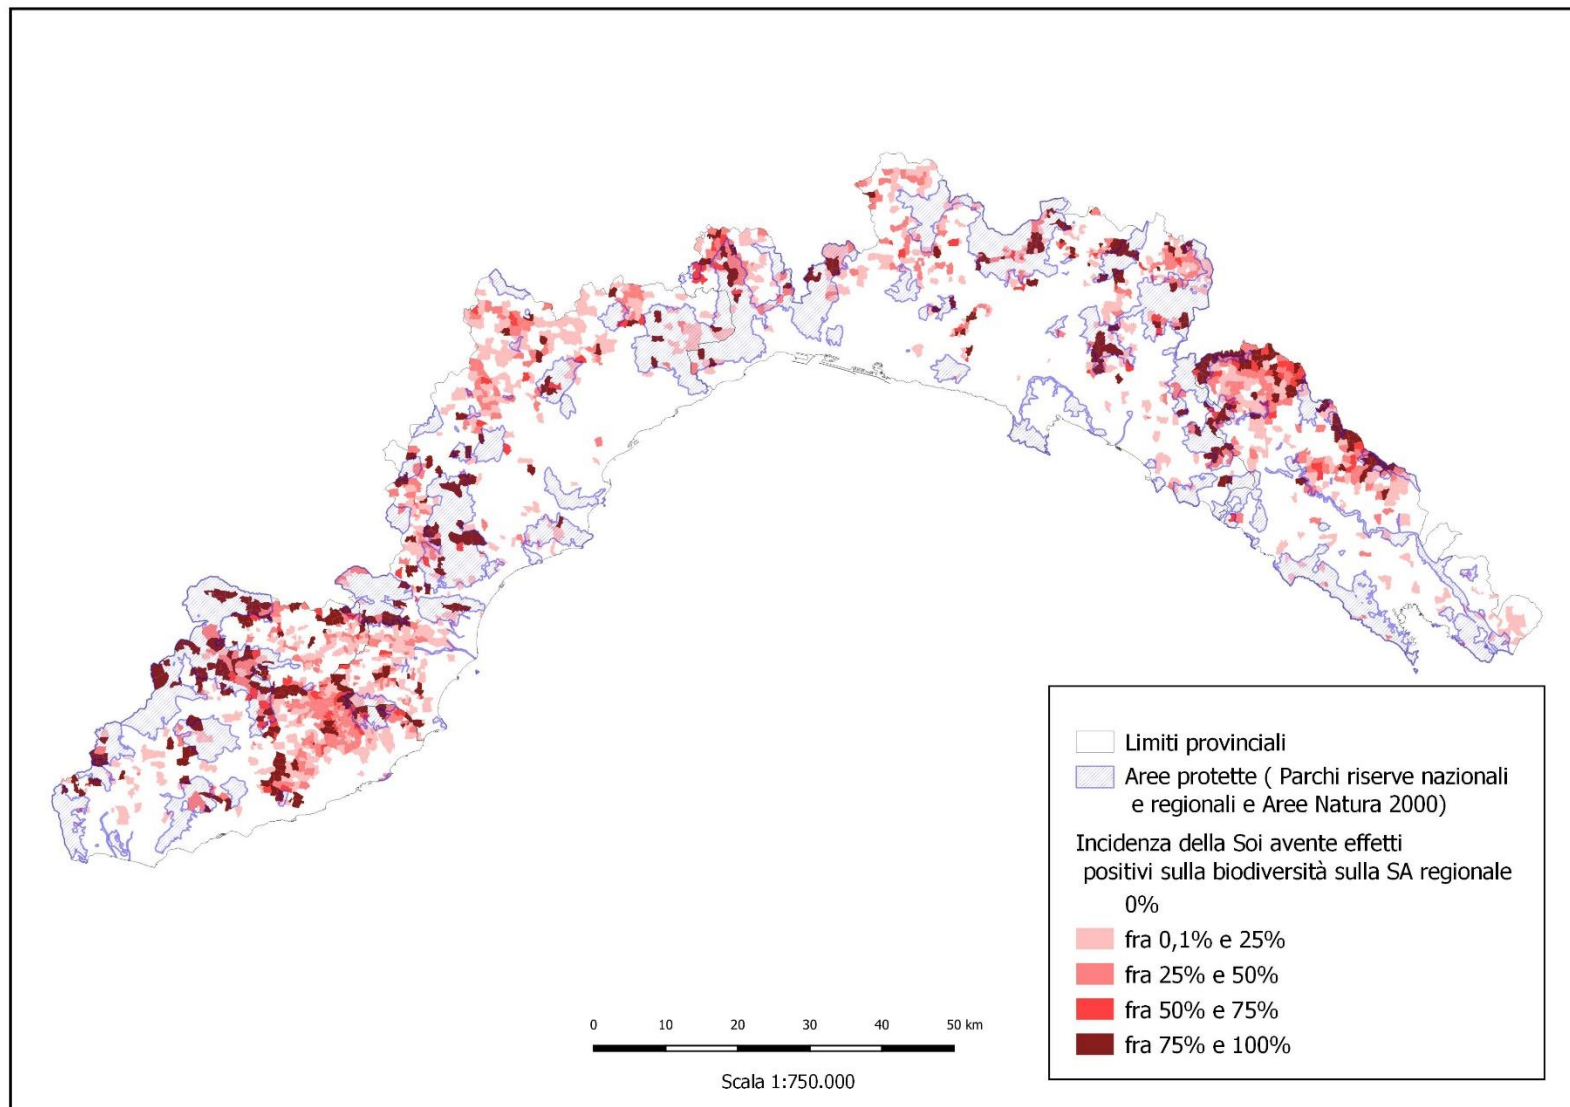 Limiti provinciali
Aree protette ( Parchi riserve nazionali
e regionali e Aree Natura 2000)
Incidenza della Soi avente effetti
positivi sulla biodiversità sulla SA regionale
0%
fra 0,1% e 25%
fra 25% e 50%
fra 50% e 75%
fra 75% e 100%
0 10 20 30 40 50 km
Scala 1:750.000